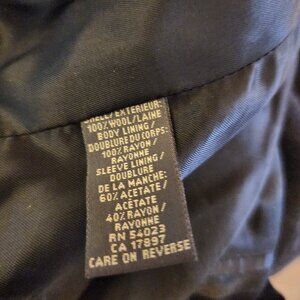 SHELL/EXTERIEUR:
100% WOOL/LAINE
BODY LINING/
DOUBLURE DU CORPS:
100% RAYON/
RAYONNE
SLEEVE LINING/
DOUBLURE
DE LA MANCHE:
60% ACETATE/
ACÉTATE
40% RAYON/
RAYONNE
RN 54023
CA 17897
CARE ON REVERSE